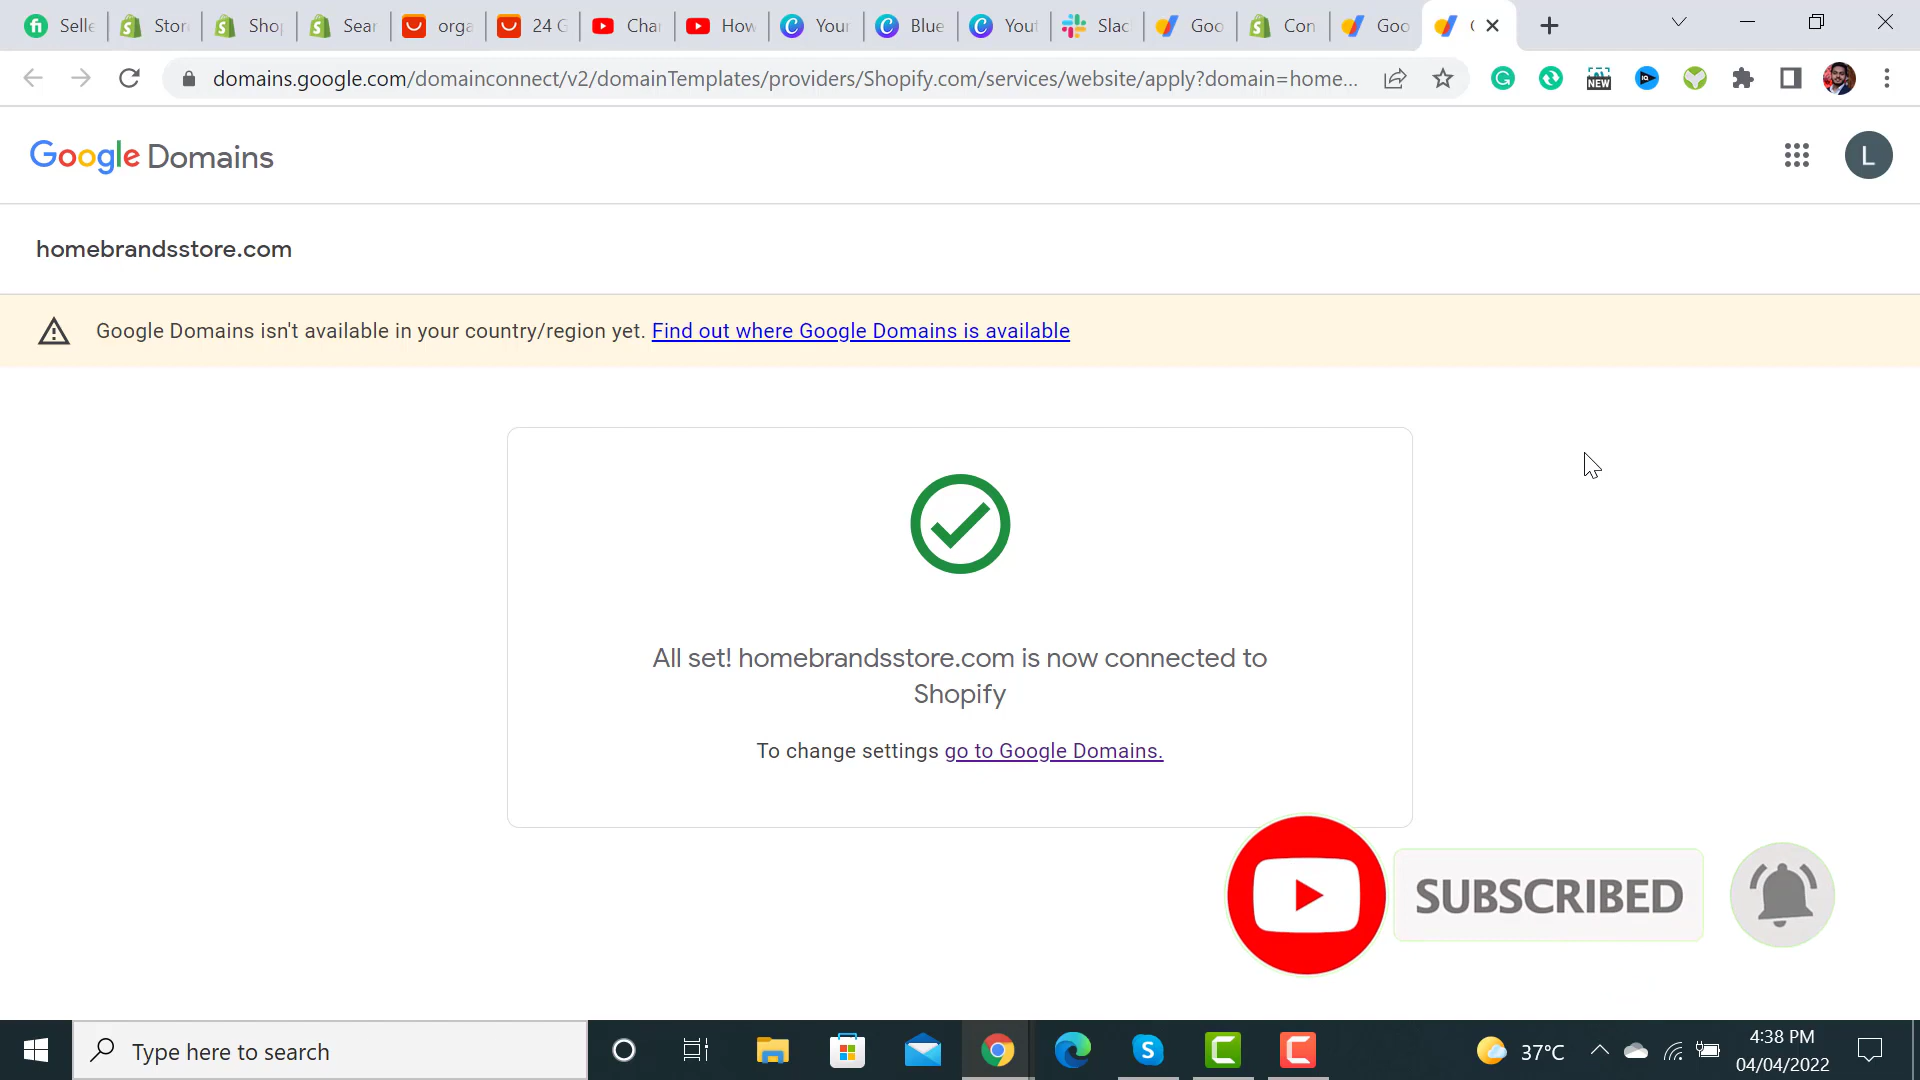 Selle
Stor
Shop
Sear
orga
24 G
Cha
How
Your
Blue
You
Slac
Goo
Con
Goo
domains.google.com/domainconnect/v2/domainTemplates/providers/Shopify.com/services/website/apply?domain=home...
NEW
Google Domains
L
homebrandsstore.com
Google Domains isn't available in your country/region yet. Find out where Google Domains is available
All set! homebrandsstore.com is now connected to
Shopify
To change settings go to Google Domains.
SUBSCRIBED
Type here to search
37°C
4:38 PM
04/04/2022